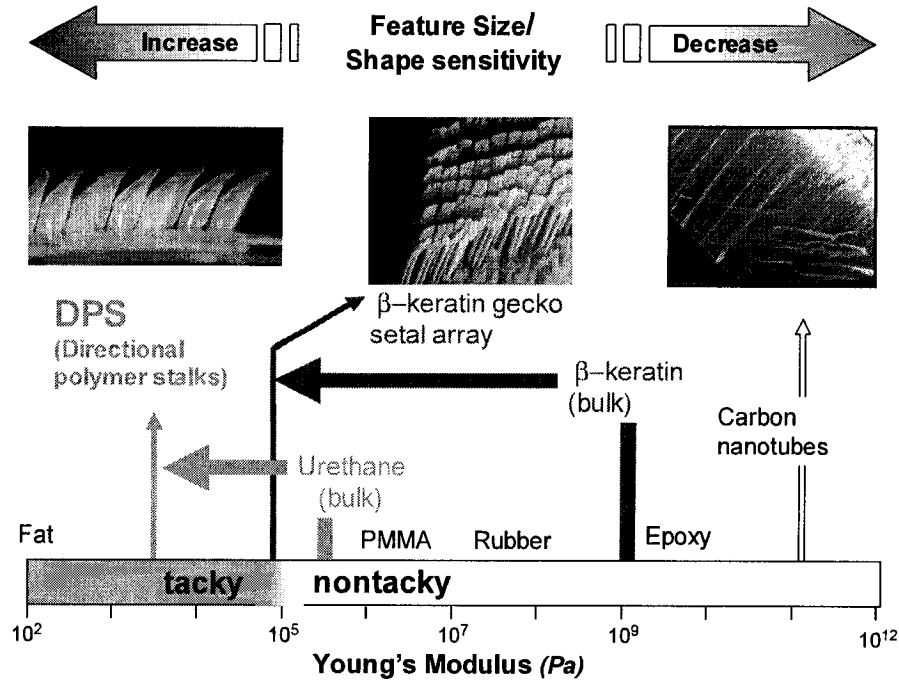 Increase
Feature Size/
Shape sensitivity
Decrease
β–keratin gecko
setal array
DPS
(Directional
polymer stalks)
β–keratin
(bulk)
Carbon
nanotubes
Urethane
(bulk)
Fat
PMMA
Rubber
Epoxy
tacky
nontacky
10²
10⁵
10⁷
10⁹
10¹²
Young's Modulus (Pa)